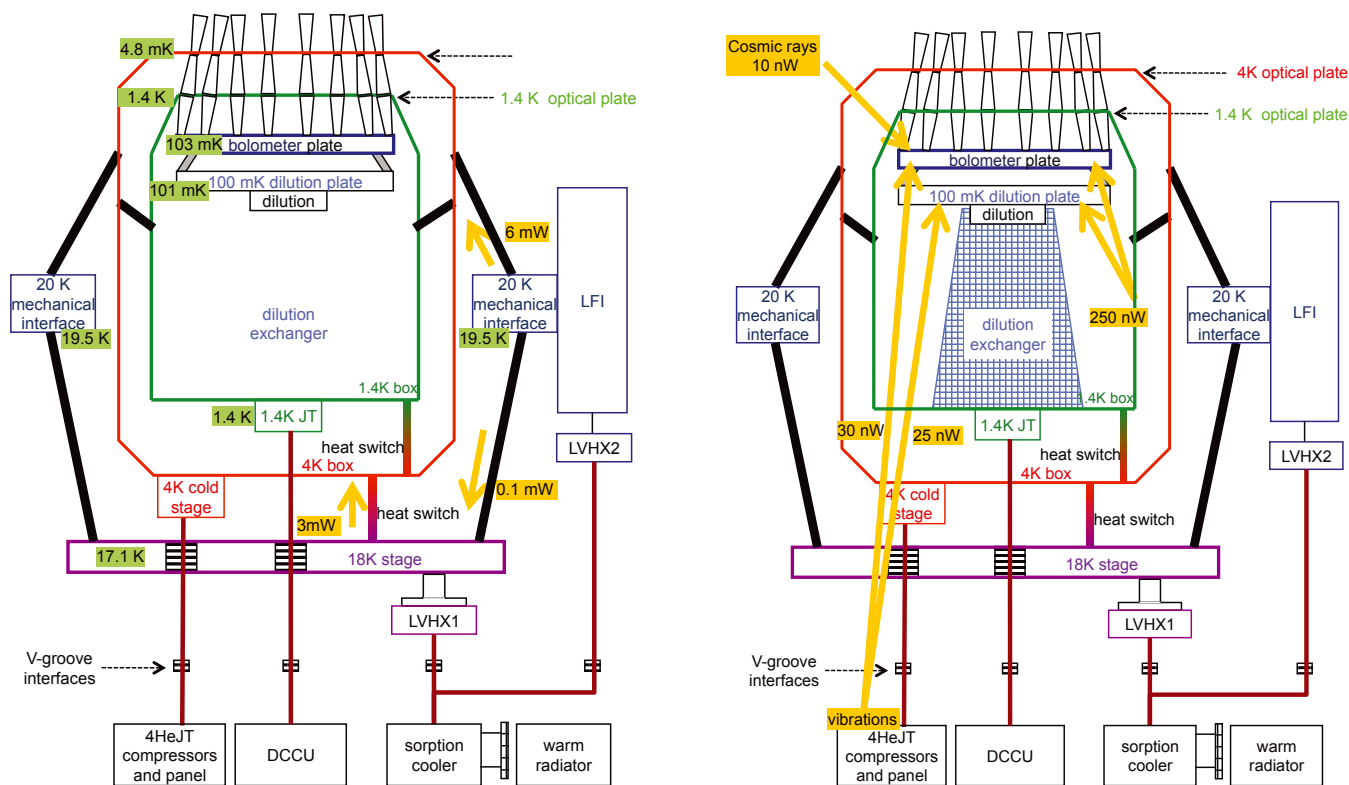 4.8 mK
1.4 K
1.4 K optical plate
103 mK
bolometer plate
101 mK
100 mK dilution plate
dilution
6 mW
20 K
mechanical
interface
19.5 K
dilution
exchanger
20 K
mechanical
interface
19.5 K
LFI
1.4K box
1.4 K
1.4K JT
heat switch
LVHX2
4K box
4K cold
stage
0.1 mW
3mW
heat switch
17.1 K
18K stage
LVHX1
V-groove
interfaces
4HeJT
compressors
and panel
DCCU
sorption
cooler
warm
radiator
Cosmic rays
10 nW
4K optical plate
1.4 K optical plate
bolometer plate
100 mK dilution plate
dilution
20 K
mechanical
interface
dilution
exchanger
250 nW
20 K
mechanical
interface
LFI
1.4K box
30 nW
25 nW
1.4K JT
heat switch
LVHX2
4K box
4K cold
stage
heat switch
18K stage
LVHX1
V-groove
interfaces
vibrations
4HeJT
compressors
and panel
DCCU
sorption
cooler
warm
radiator